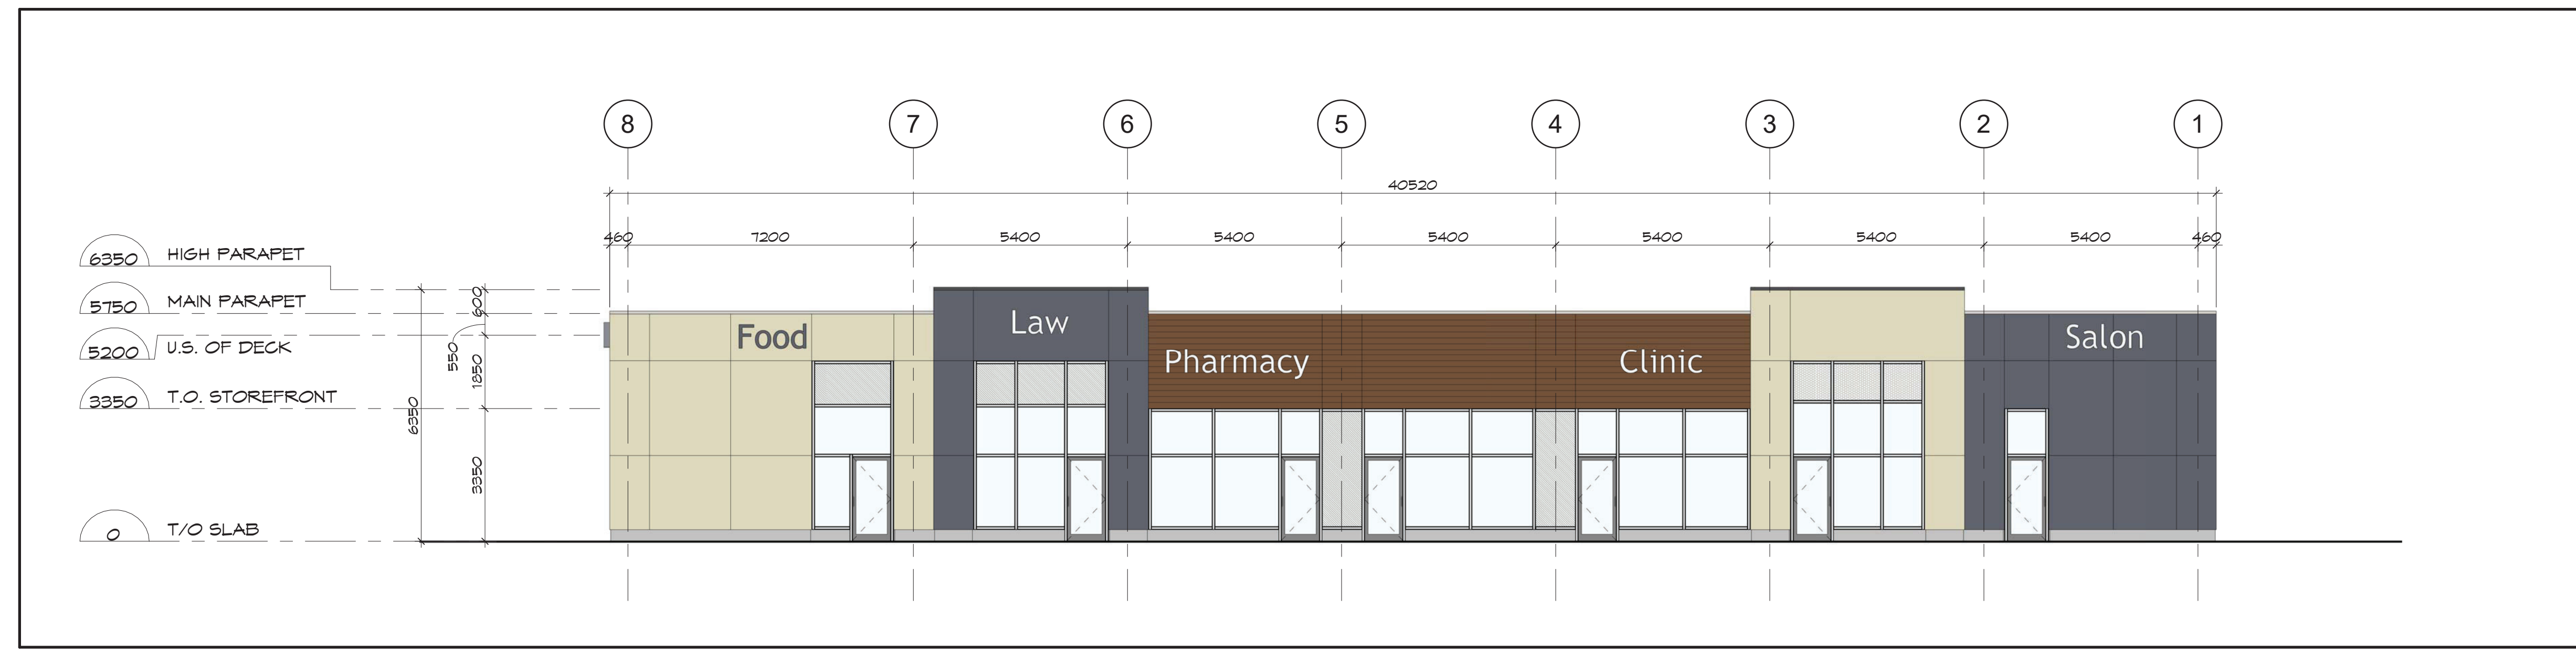 8 7 6 5 4 3 2 1
40520
460 7200 5400 5400 5400 5400 5400 5400 460
6350 HIGH PARAPET
5750 MAIN PARAPET
5200 U.S. OF DECK
3350 T.O. STOREFRONT
0 T/O SLAB
600
550
1850
6350
3350
Food
Law
Pharmacy
Clinic
Salon